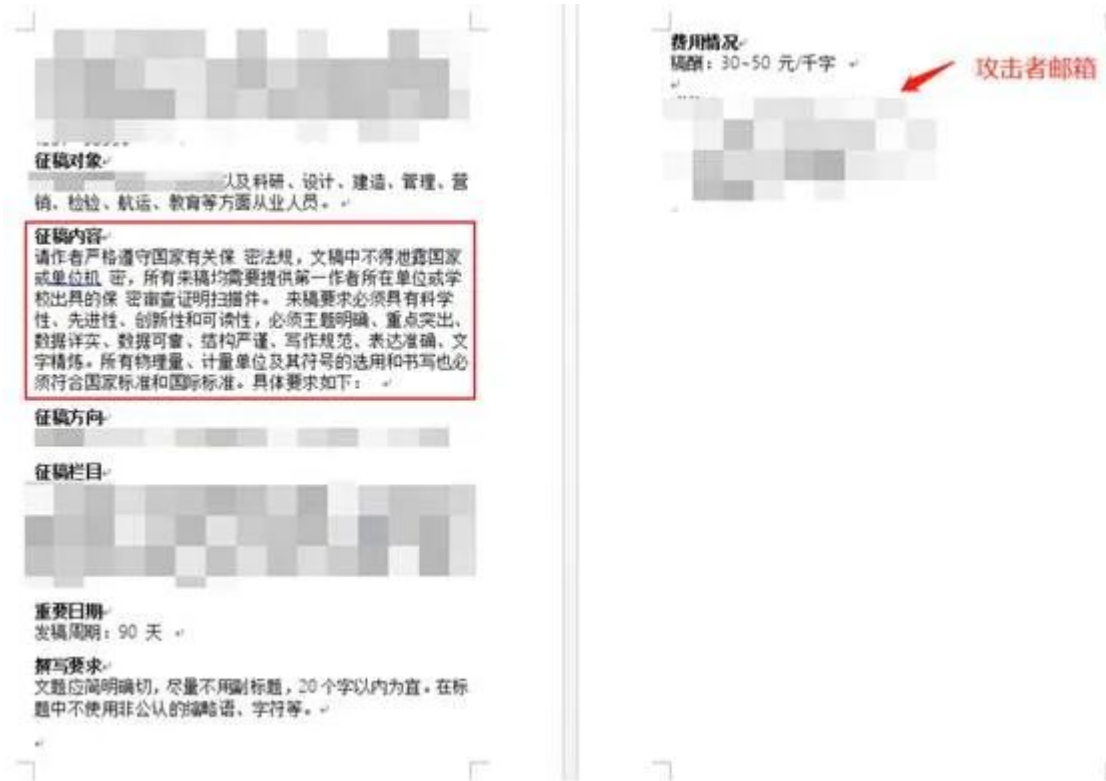 征稿对象
以及科研、设计、建造、管理、营
销、检验、航运、教育等方面从业人员。
征稿内容
请作者严格遵守国家有关保 密法规，文稿中不得泄露国家
或单位机 密，所有来稿均需要提供第一作者所在单位或学
校出具的保 密审查证明扫描件。 来稿要求必须具有科学
性、先进性、创新性和可读性，必须主题明确、重点突出、
数据详实、数据可靠、结构严谨、写作规范、表达准确、文
字精炼。所有物理量、计量单位及其符号的选用和书写也必
须符合国家标准和国际标准。具体要求如下：
征稿方向
征稿栏目
重要日期
发稿周期：90 天
撰写要求
文题应简明确切，尽量不用副标题，20 个字以内为宜。在标
题中不使用非公认的缩略语、字符等。
费用情况
稿酬：30~50 元/千字
攻击者邮箱